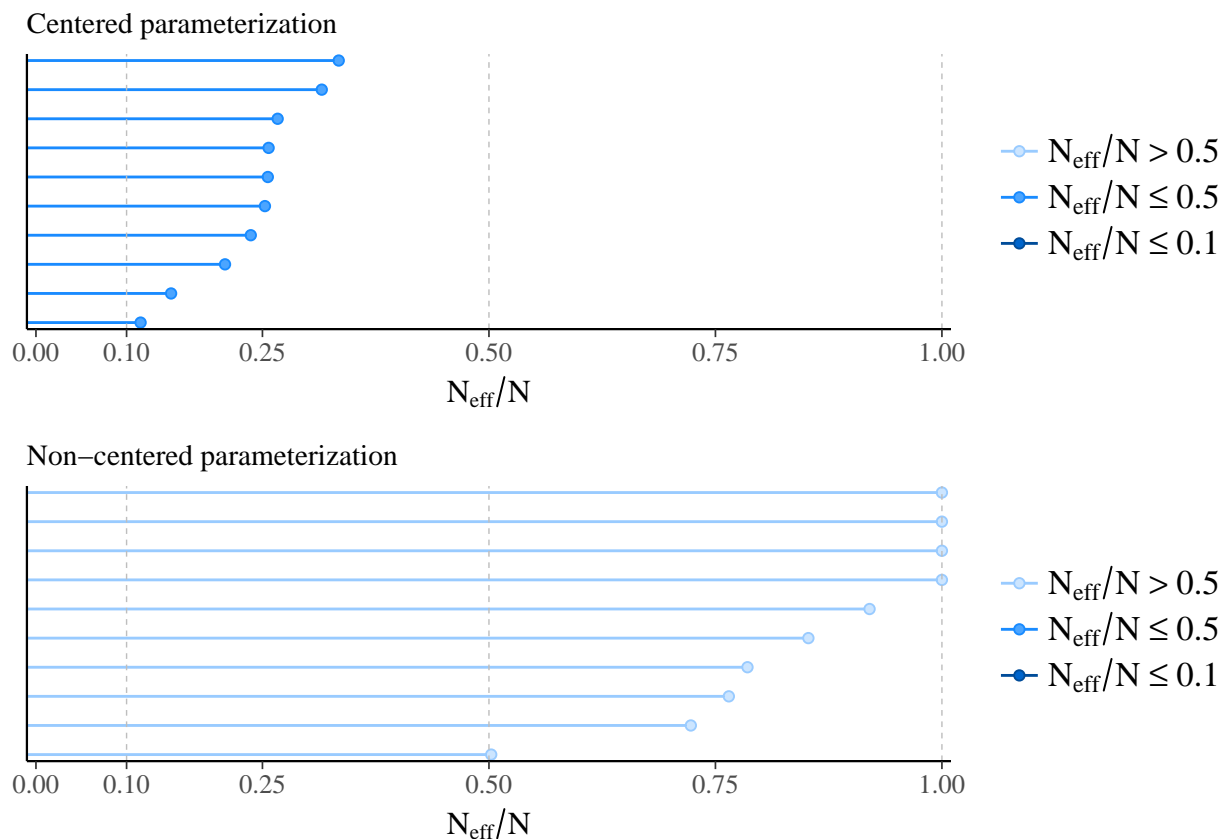 Centered parameterization
N_eff/N > 0.5
N_eff/N ≤ 0.5
N_eff/N ≤ 0.1
0.00 0.10 0.25 0.50 0.75 1.00
N_eff/N
Non−centered parameterization
N_eff/N > 0.5
N_eff/N ≤ 0.5
N_eff/N ≤ 0.1
0.00 0.10 0.25 0.50 0.75 1.00
N_eff/N